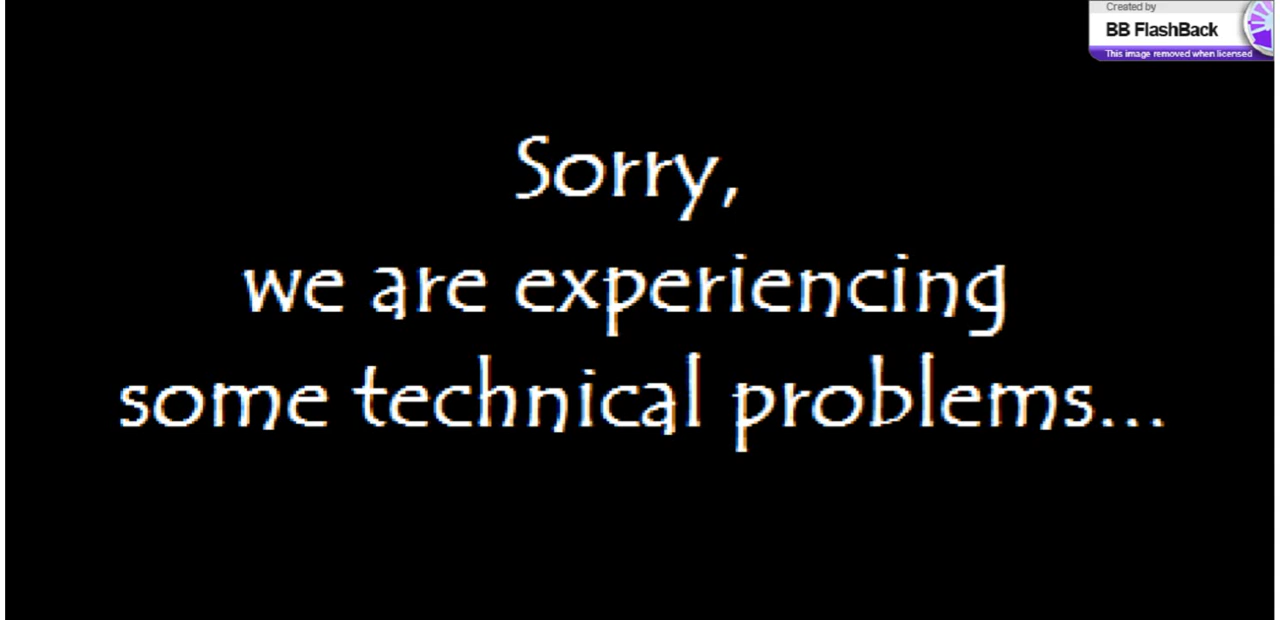 Created by
BB FlashBack
This image removed when licensed
Sorry,
we are experiencing
some technical problems...